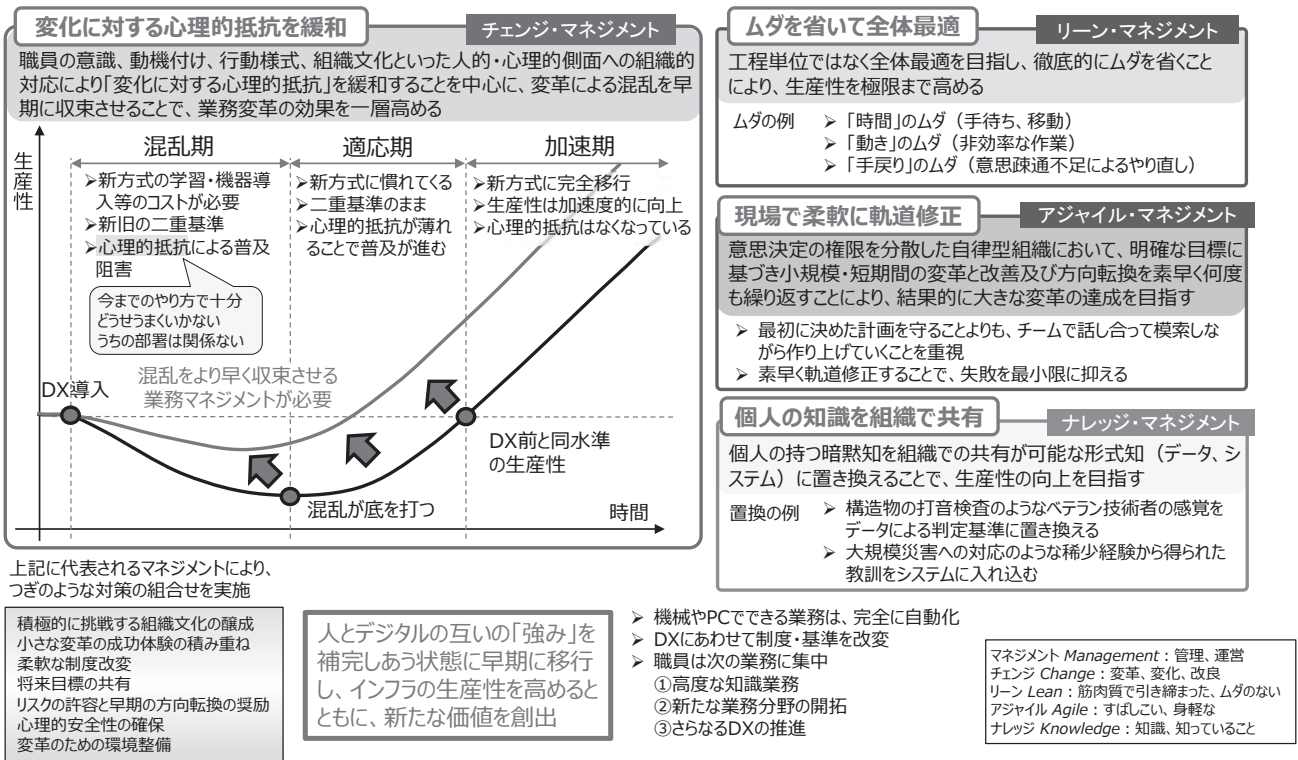 変化に対する心理的抵抗を緩和
チェンジ・マネジメント
職員の意識、動機付け、行動様式、組織文化といった人的・心理的側面への組織的
対応により「変化に対する心理的抵抗」を緩和することを中心に、変革による混乱を早
期に収束させることで、業務変革の効果を一層高める
生産性
混乱期
➢新方式の学習・機器導
入等のコストが必要
➢新旧の二重基準
➢心理的抵抗による普及
阻害
今までのやり方で十分
どうせうまくいかない
うちの部署は関係ない
適応期
➢新方式に慣れてくる
➢二重基準のまま
➢心理的抵抗が薄れ
ることで普及が進む
加速期
➢新方式に完全移行
➢生産性は加速度的に向上
➢心理的抵抗はなくなっている
DX導入
混乱をより早く収束させる
業務マネジメントが必要
DX前と同水準
の生産性
混乱が底を打つ
時間
ムダを省いて全体最適
リーン・マネジメント
工程単位ではなく全体最適を目指し、徹底的にムダを省くこと
により、生産性を極限まで高める
ムダの例
➢ 「時間」のムダ（手待ち、移動）
➢ 「動き」のムダ（非効率な作業）
➢ 「手戻り」のムダ（意思疎通不足によるやり直し）
現場で柔軟に軌道修正
アジャイル・マネジメント
意思決定の権限を分散した自律型組織において、明確な目標に
基づき小規模・短期間の変革と改善及び方向転換を素早く何度
も繰り返すことにより、結果的に大きな変革の達成を目指す
➢ 最初に決めた計画を守ることよりも、チームで話し合って模索しな
がら作り上げていくことを重視
➢ 素早く軌道修正することで、失敗を最小限に抑える
個人の知識を組織で共有
ナレッジ・マネジメント
個人の持つ暗黙知を組織での共有が可能な形式知（データ、シ
ステム）に置き換えることで、生産性の向上を目指す
置換の例
➢ 構造物の打音検査のようなベテラン技術者の感覚を
データによる判定基準に置き換える
➢ 大規模災害への対応のような稀少経験から得られた
教訓をシステムに入れ込む
上記に代表されるマネジメントにより、
つぎのような対策の組合せを実施
積極的に挑戦する組織文化の醸成
小さな変革の成功体験の積み重ね
柔軟な制度改変
将来目標の共有
リスクの許容と早期の方向転換の奨励
心理的安全性の確保
変革のための環境整備
人とデジタルの互いの「強み」を
補完しあう状態に早期に移行
し、インフラの生産性を高めると
ともに、新たな価値を創出
➢ 機械やPCでできる業務は、完全に自動化
➢ DXにあわせて制度・基準を改変
➢ 職員は次の業務に集中
①高度な知識業務
②新たな業務分野の開拓
③さらなるDXの推進
マネジメント Management：管理、運営
チェンジ Change：変革、変化、改良
リーン Lean：筋肉質で引き締まった、ムダのない
アジャイル Agile：すばしこい、身軽な
ナレッジ Knowledge：知識、知っていること